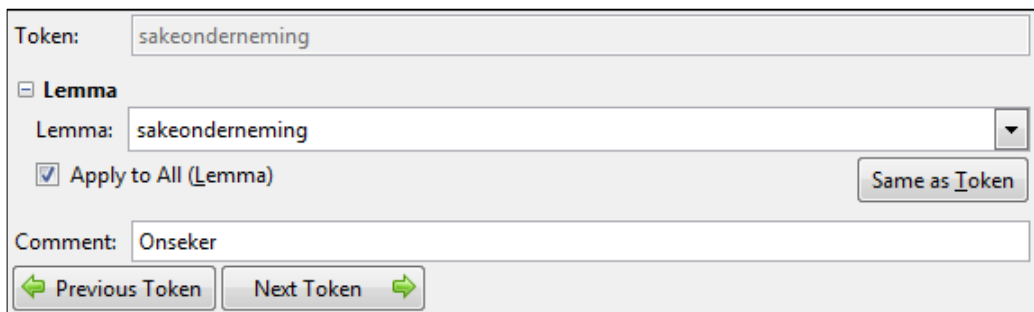 Token: sakeonderneming
Lemma
Lemma: sakeonderneming
Apply to All (Lemma) Same as Token
Comment: Onseker
Previous Token Next Token